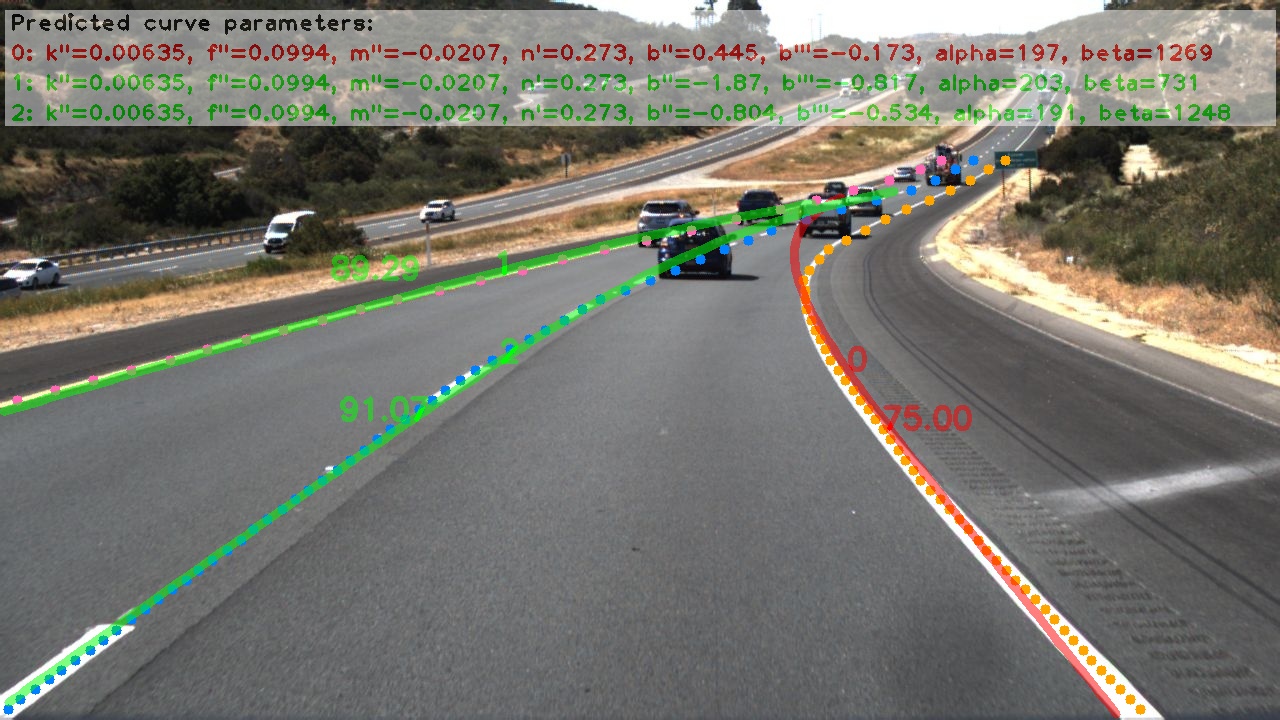 Predicted curve parameters:
0: k''=0.00635, f''=0.0994, m''=-0.0207, n'=0.273, b''=0.445, b'''=-0.173, alpha=197, beta=1269
1: k''=0.00635, f''=0.0994, m''=-0.0207, n'=0.273, b''=-1.87, b'''=-0.817, alpha=203, beta=731
2: k''=0.00635, f''=0.0994, m''=-0.0207, n'=0.273, b''=-0.804, b'''=-0.534, alpha=191, beta=1248
89.29
1
2
0
91.07
75.00